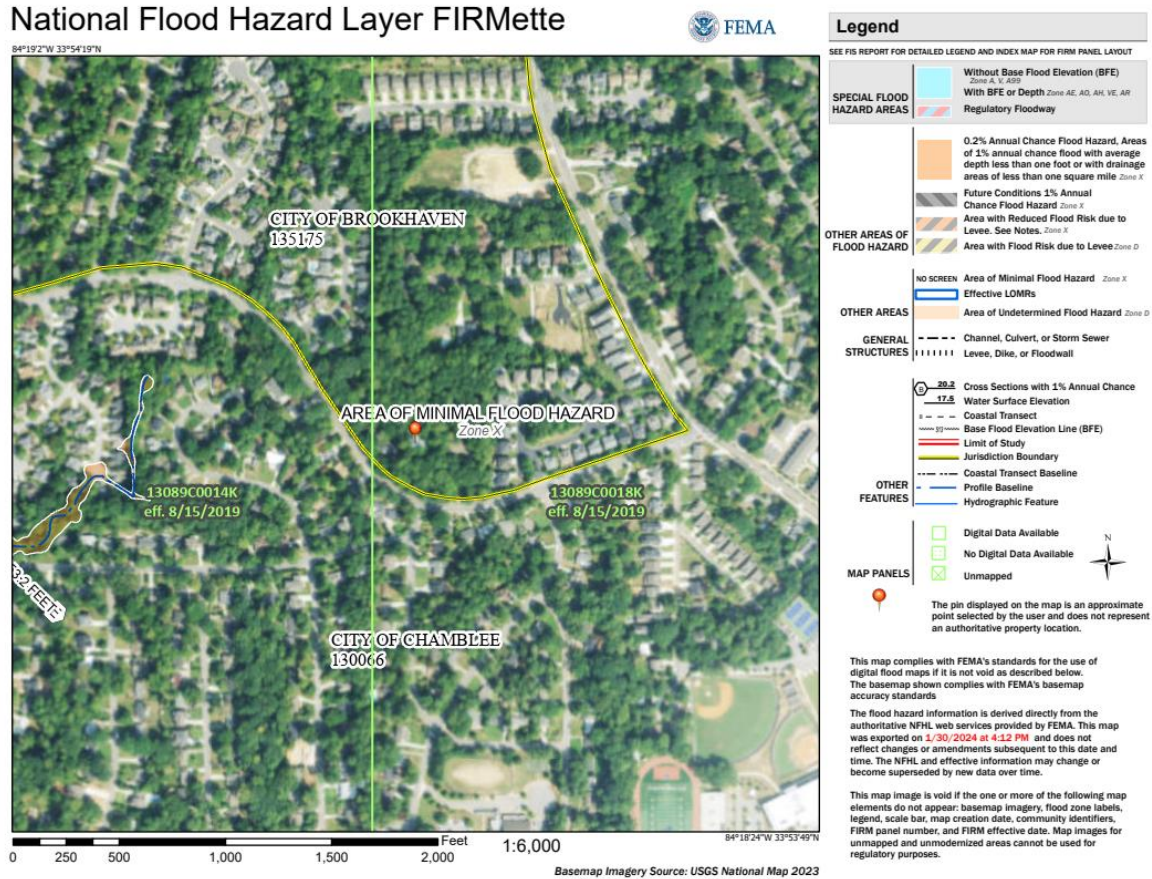 National Flood Hazard Layer FIRMette
FEMA
84°19'2"W 33°54'19"N
CITY OF BROOKHAVEN
135175
AREA OF MINIMAL FLOOD HAZARD
Zone X
13089C0014K
eff. 8/15/2019
13089C0018K
eff. 8/15/2019
CITY OF CHAMBLEE
130066
84°18'24"W 33°53'49"N
0 250 500 1,000 1,500 2,000 Feet
1:6,000
Basemap Imagery Source: USGS National Map 2023
Legend
SEE FIS REPORT FOR DETAILED LEGEND AND INDEX MAP FOR FIRM PANEL LAYOUT
SPECIAL FLOOD
HAZARD AREAS
Without Base Flood Elevation (BFE)
Zone A, V, A99
With BFE or Depth Zone AE, AO, AH, VE, AR
Regulatory Floodway
0.2% Annual Chance Flood Hazard, Areas
of 1% annual chance flood with average
depth less than one foot or with drainage
areas of less than one square mile Zone X
Future Conditions 1% Annual
Chance Flood Hazard Zone X
Area with Reduced Flood Risk due to
Levee. See Notes. Zone X
Area with Flood Risk due to Levee Zone D
OTHER AREAS OF
FLOOD HAZARD
NO SCREEN Area of Minimal Flood Hazard Zone X
Effective LOMRs
Area of Undetermined Flood Hazard Zone D
OTHER AREAS
GENERAL
STRUCTURES
Channel, Culvert, or Storm Sewer
Levee, Dike, or Floodwall
B 20.2 Cross Sections with 1% Annual Chance
17.5 Water Surface Elevation
Coastal Transect
Base Flood Elevation Line (BFE)
Limit of Study
Jurisdiction Boundary
Coastal Transect Baseline
Profile Baseline
Hydrographic Feature
OTHER
FEATURES
Digital Data Available
No Digital Data Available
Unmapped
MAP PANELS
N
The pin displayed on the map is an approximate
point selected by the user and does not represent
an authoritative property location.
This map complies with FEMA's standards for the use of
digital flood maps if it is not void as described below.
The basemap shown complies with FEMA's basemap
accuracy standards
The flood hazard information is derived directly from the
authoritative NFHL web services provided by FEMA. This map
was exported on 1/30/2024 at 4:12 PM and does not
reflect changes or amendments subsequent to this date and
time. The NFHL and effective information may change or
become superseded by new data over time.
This map image is void if the one or more of the following map
elements do not appear: basemap imagery, flood zone labels,
legend, scale bar, map creation date, community identifiers,
FIRM panel number, and FIRM effective date. Map images for
unmapped and unmodernized areas cannot be used for
regulatory purposes.